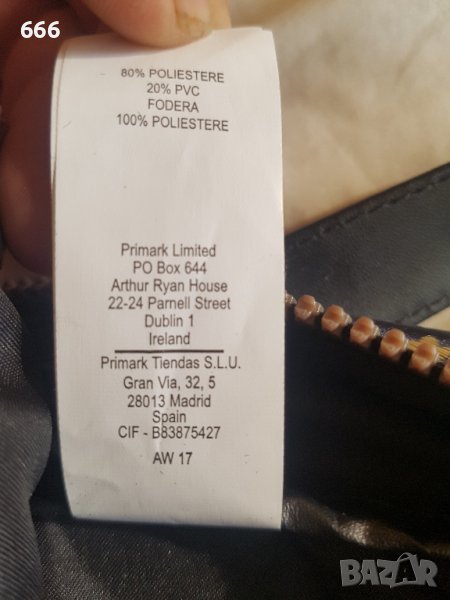 666
80% POLIESTERE
20% PVC
FODERA
100% POLIESTERE
Primark Limited
PO Box 644
Arthur Ryan House
22-24 Parnell Street
Dublin 1
Ireland
Primark Tiendas S.L.U.
Gran Via, 32, 5
28013 Madrid
Spain
CIF - B83875427
AW 17
BAZAR